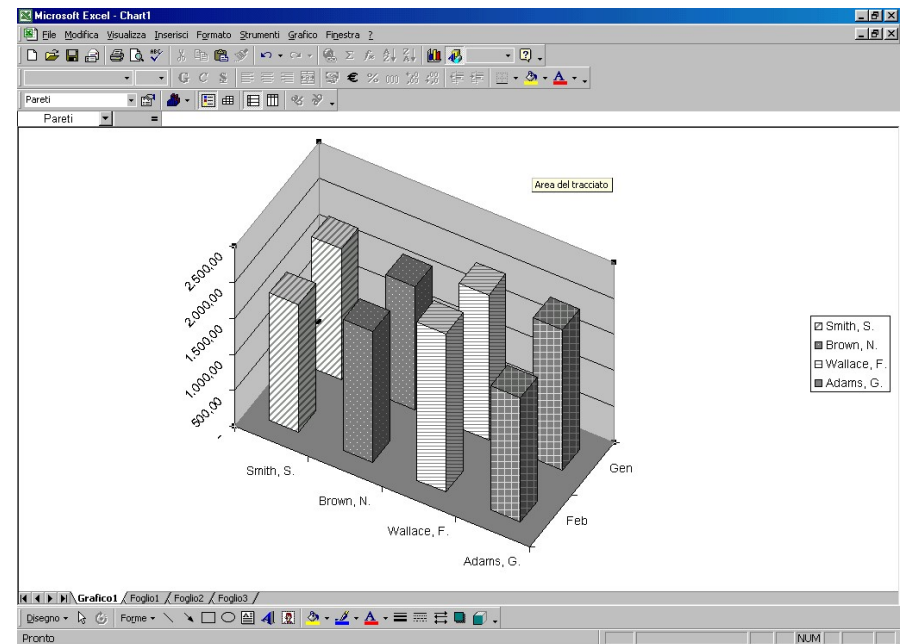 Microsoft Excel - Chart1
File Modifica Visualizza Inserisci Formato Strumenti Grafico Finestra ?
G C S € % 000
Pareti
Pareti =
Area del tracciato
2.500,00
2.000,00
1.500,00
1.000,00
500,00
-
Smith, S.
Brown, N.
Wallace, F.
Adams, G.
Gen
Feb
Smith, S.
Brown, N.
Wallace, F.
Adams, G.
Grafico1 Foglio1 Foglio2 Foglio3
Disegno Forme
Pronto NUM